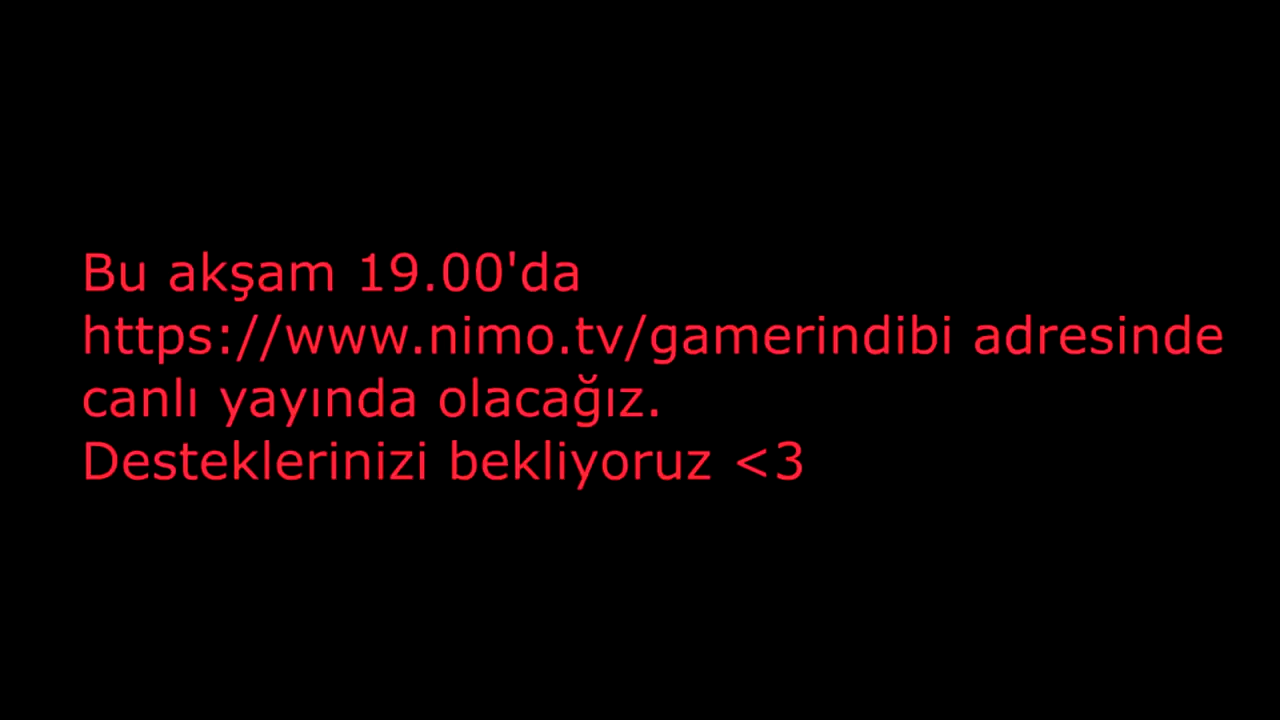 Bu akşam 19.00'da
https://www.nimo.tv/gamerindibi adresinde
canlı yayında olacağız.
Desteklerinizi bekliyoruz <3